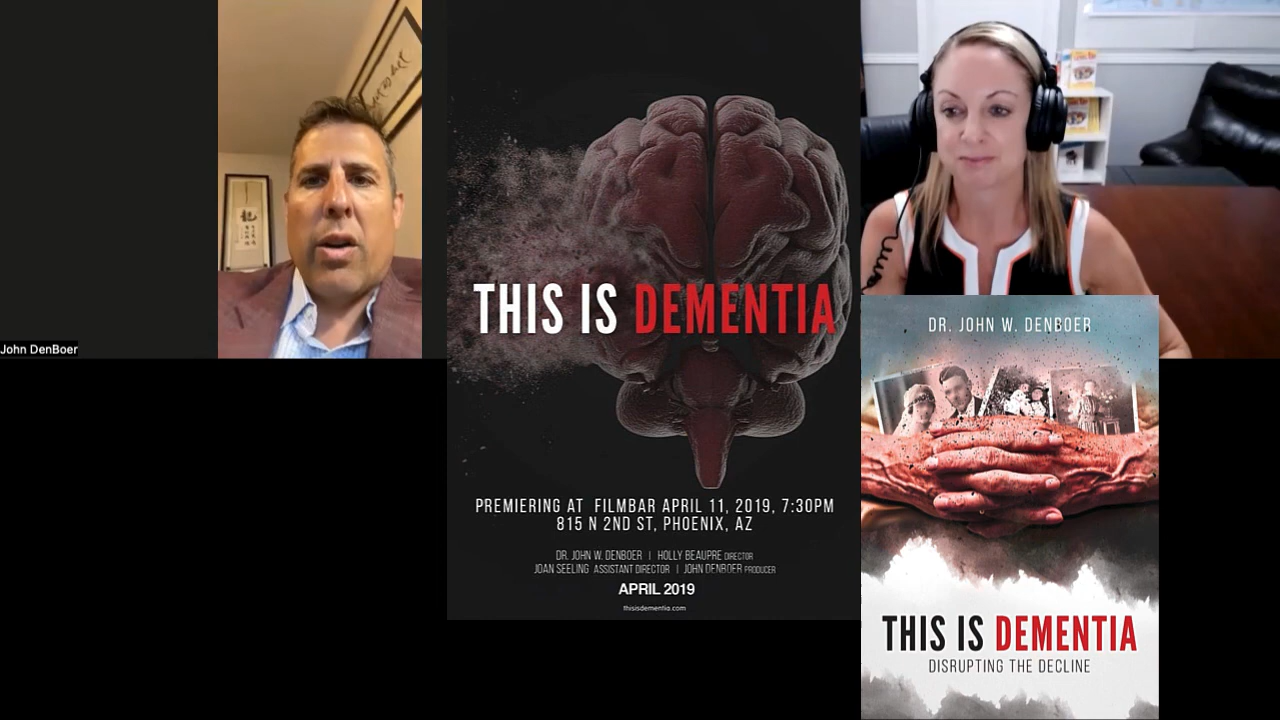 John DenBoer
THIS IS DEMENTIA
PREMIERING AT FILMBAR APRIL 11, 2019, 7:30PM
815 N 2ND ST, PHOENIX, AZ
DR. JOHN W. DENBOER | HOLLY BEAUPRE DIRECTOR
JOAN SEELING ASSISTANT DIRECTOR | JOHN DENBOER PRODUCER
APRIL 2019
thisisdementia.com
DR. JOHN W. DENBOER
THIS IS DEMENTIA
DISRUPTING THE DECLINE